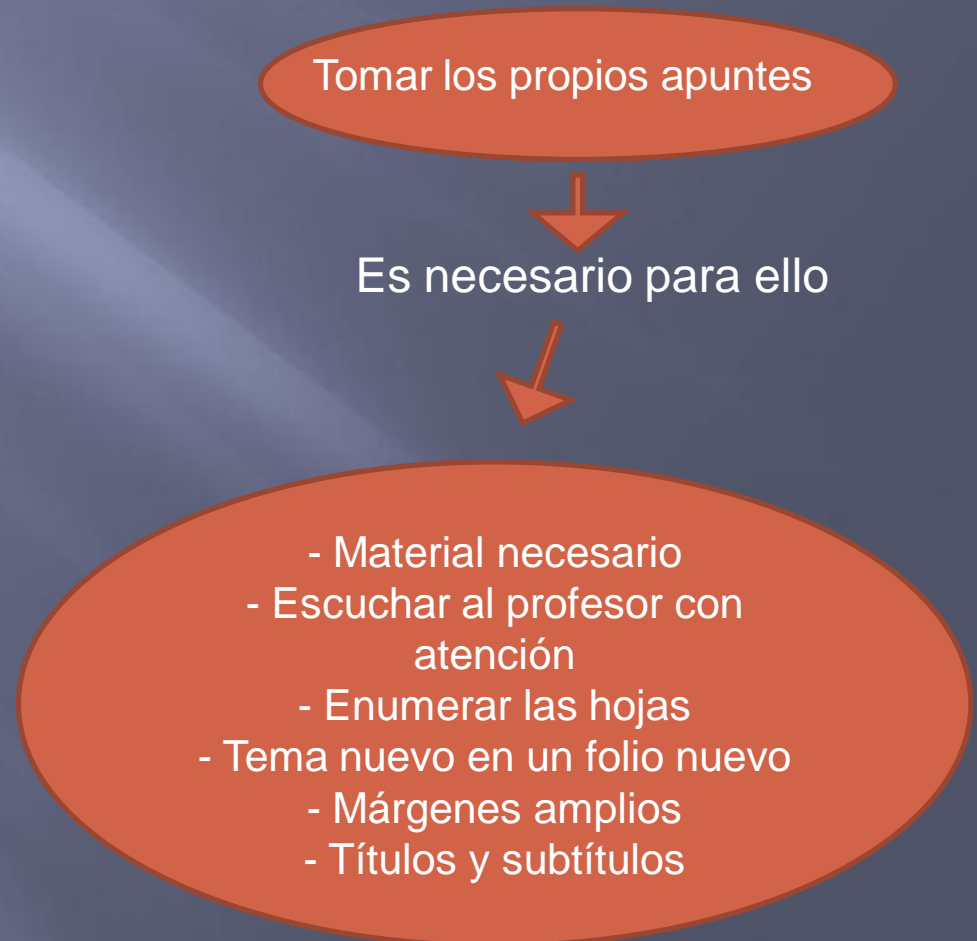 Tomar los propios apuntes
Es necesario para ello
- Material necesario
- Escuchar al profesor con
atención
- Enumerar las hojas
- Tema nuevo en un folio nuevo
- Márgenes amplios
- Títulos y subtítulos